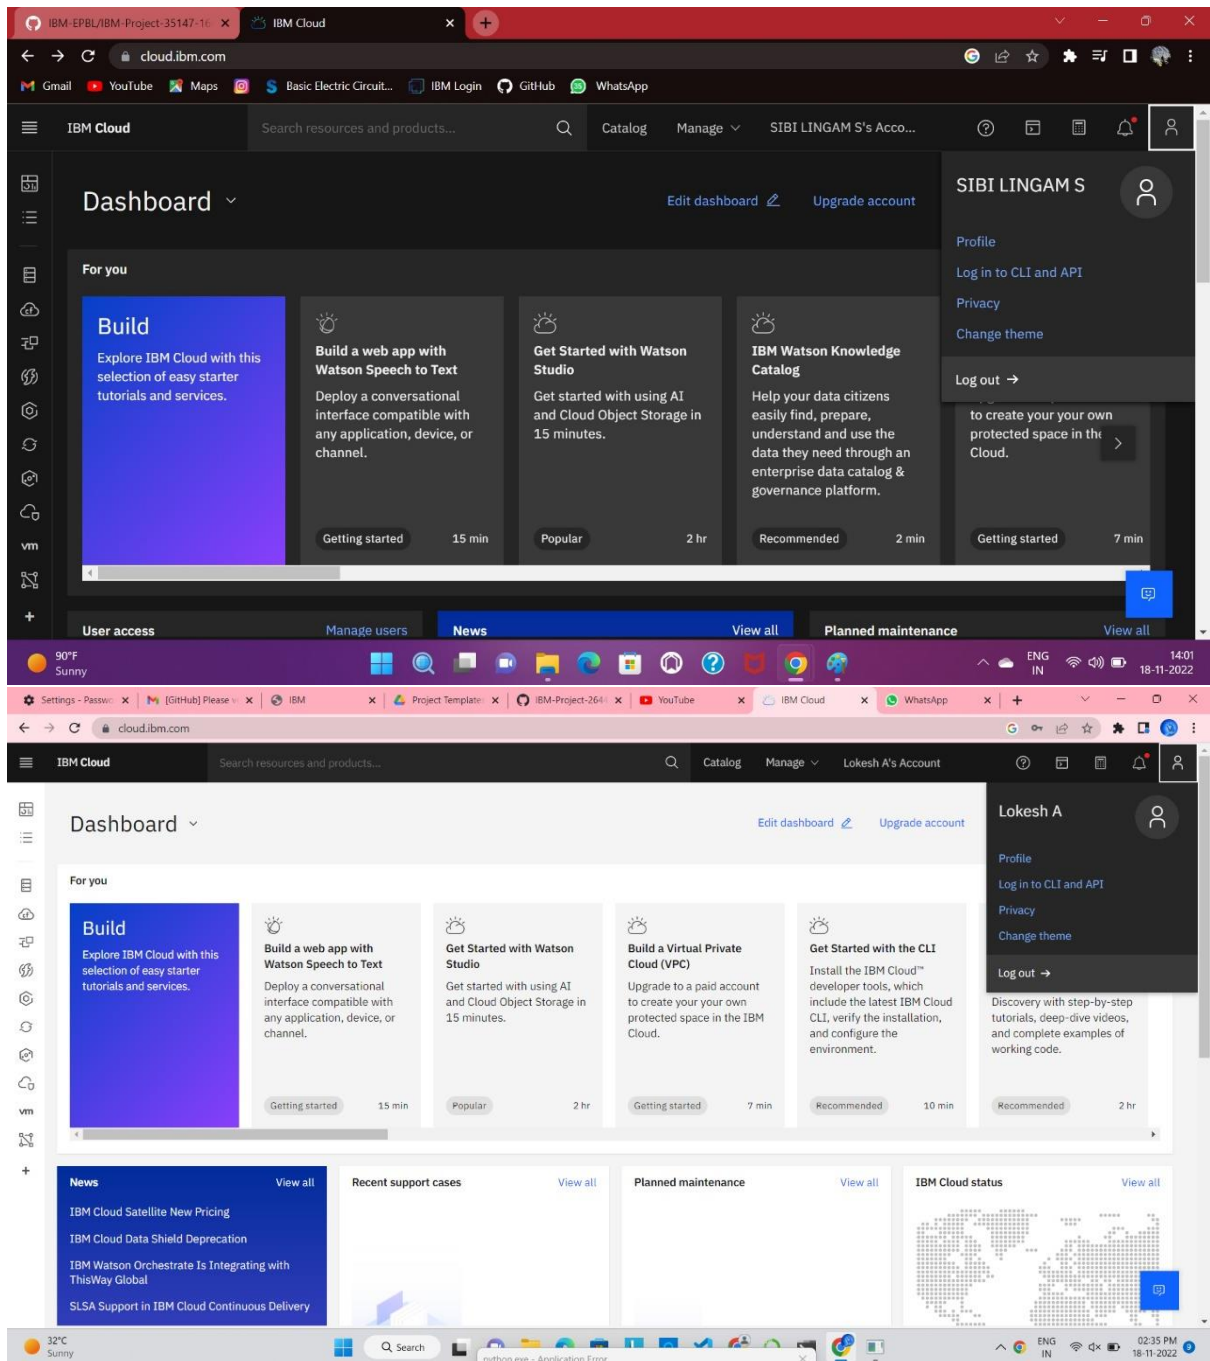 IBM-EPBL/IBM-Project-35147-16
IBM Cloud
cloud.ibm.com
Gmail YouTube Maps Basic Electric Circuit... IBM Login GitHub WhatsApp
IBM Cloud Search resources and products... Catalog Manage SIBI LINGAM S's Acco...
Dashboard
Edit dashboard Upgrade account
SIBI LINGAM S
Profile
Log in to CLI and API
Privacy
Change theme
Log out →
For you
Build
Explore IBM Cloud with this
selection of easy starter
tutorials and services.
Build a web app with
Watson Speech to Text
Deploy a conversational
interface compatible with
any application, device, or
channel.
Getting started 15 min
Get Started with Watson
Studio
Get started with using AI
and Cloud Object Storage in
15 minutes.
Popular 2 hr
IBM Watson Knowledge
Catalog
Help your data citizens
easily find, prepare,
understand and use the
data they need through an
enterprise data catalog &
governance platform.
Recommended 2 min
to create your your own
protected space in the
Cloud.
Getting started 7 min
vm
User access Manage users
News View all
Planned maintenance View all
90°F
Sunny
ENG
IN
14:01
18-11-2022
Settings - Passwo [GitHub] Please v IBM Project Template IBM-Project-264 YouTube IBM Cloud WhatsApp
cloud.ibm.com
IBM Cloud Search resources and products... Catalog Manage Lokesh A's Account
Dashboard
Edit dashboard Upgrade account
Lokesh A
Profile
Log in to CLI and API
Privacy
Change theme
Log out →
For you
Build
Explore IBM Cloud with this
selection of easy starter
tutorials and services.
Build a web app with
Watson Speech to Text
Deploy a conversational
interface compatible with
any application, device, or
channel.
Getting started 15 min
Get Started with Watson
Studio
Get started with using AI
and Cloud Object Storage in
15 minutes.
Popular 2 hr
Build a Virtual Private
Cloud (VPC)
Upgrade to a paid account
to create your your own
protected space in the IBM
Cloud.
Getting started 7 min
Get Started with the CLI
Install the IBM Cloud™
developer tools, which
include the latest IBM Cloud
CLI, verify the installation,
and configure the
environment.
Recommended 10 min
Discovery with step-by-step
tutorials, deep-dive videos,
and complete examples of
working code.
Recommended 2 hr
vm
News View all
IBM Cloud Satellite New Pricing
IBM Cloud Data Shield Deprecation
IBM Watson Orchestrate Is Integrating with
ThisWay Global
SLSA Support in IBM Cloud Continuous Delivery
Recent support cases View all
Planned maintenance View all
IBM Cloud status View all
32°C
Sunny
Search
python.exe - Application Error
ENG
IN
02:35 PM
18-11-2022